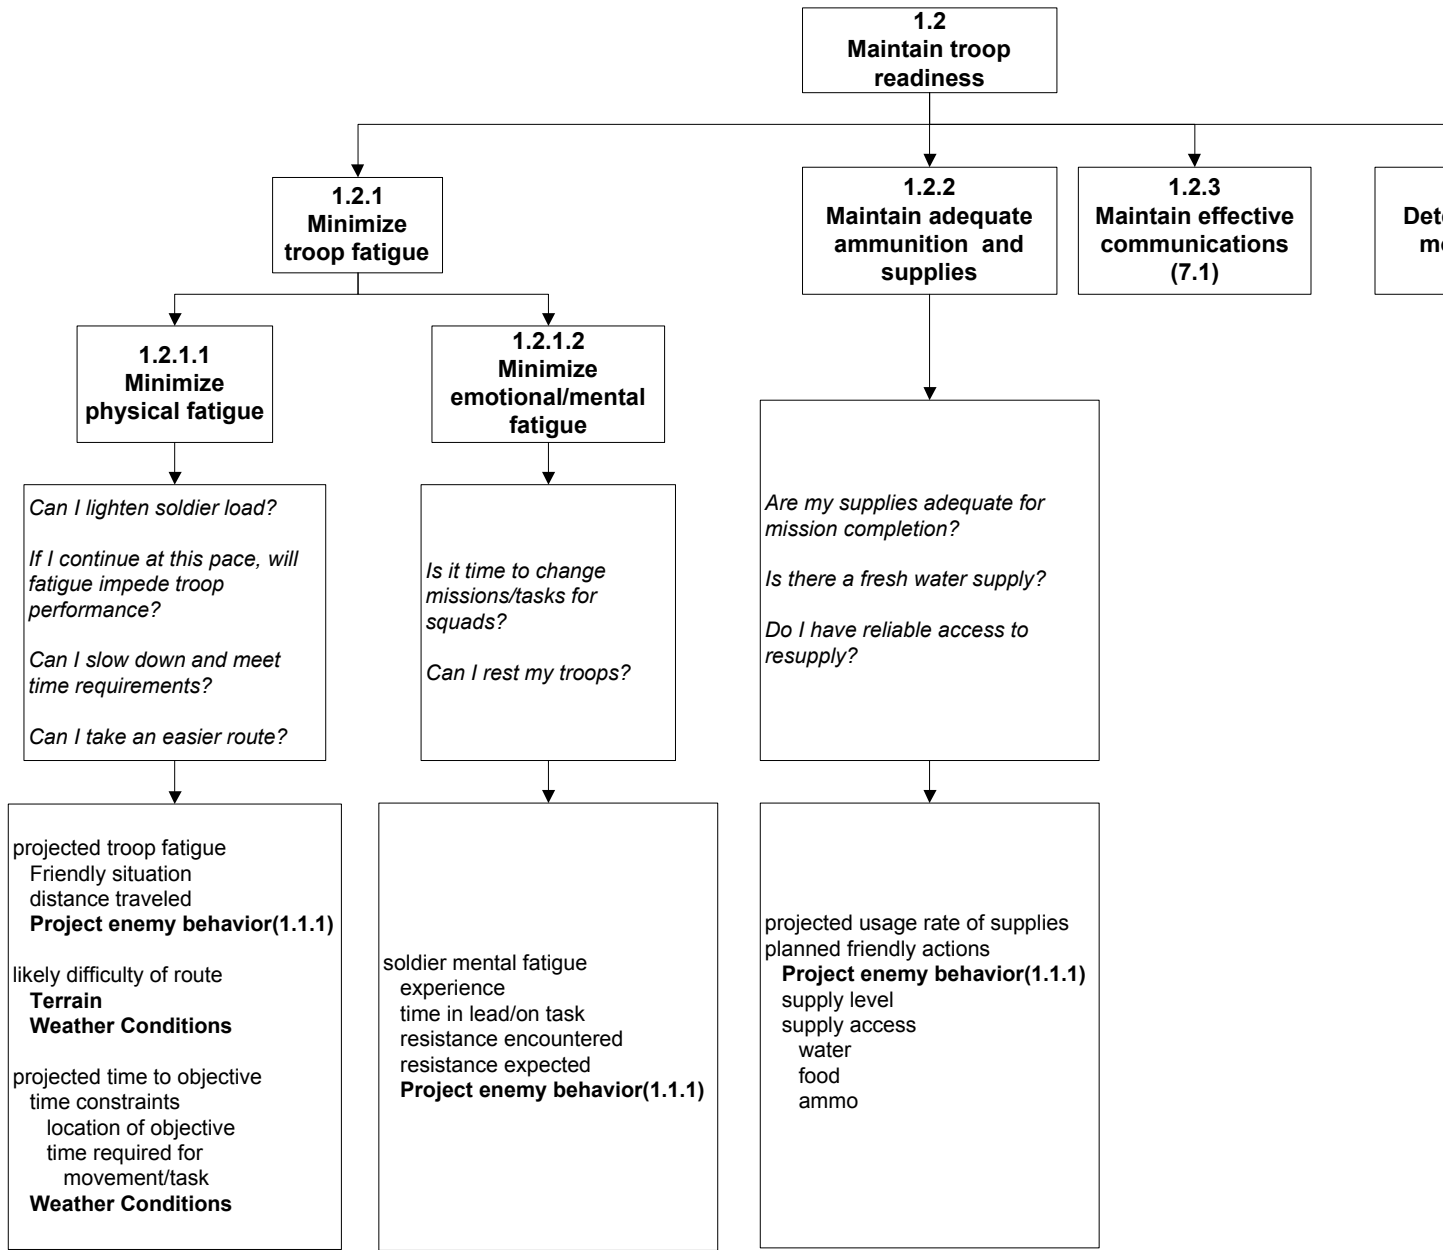 1.2
Maintain troop
readiness
1.2.1
Minimize
troop fatigue
1.2.2
Maintain adequate
ammunition and
supplies
1.2.3
Maintain effective
communications
(7.1)
1.2.1.1
Minimize
physical fatigue
1.2.1.2
Minimize
emotional/mental
fatigue
Can I lighten soldier load?
If I continue at this pace, will
fatigue impede troop
performance?
Can I slow down and meet
time requirements?
Can I take an easier route?
Is it time to change
missions/tasks for
squads?
Can I rest my troops?
Are my supplies adequate for
mission completion?
Is there a fresh water supply?
Do I have reliable access to
resupply?
projected troop fatigue
Friendly situation
distance traveled
Project enemy behavior(1.1.1)
likely difficulty of route
Terrain
Weather Conditions
projected time to objective
time constraints
location of objective
time required for
movement/task
Weather Conditions
soldier mental fatigue
experience
time in lead/on task
resistance encountered
resistance expected
Project enemy behavior(1.1.1)
projected usage rate of supplies
planned friendly actions
Project enemy behavior(1.1.1)
supply level
supply access
water
food
ammo